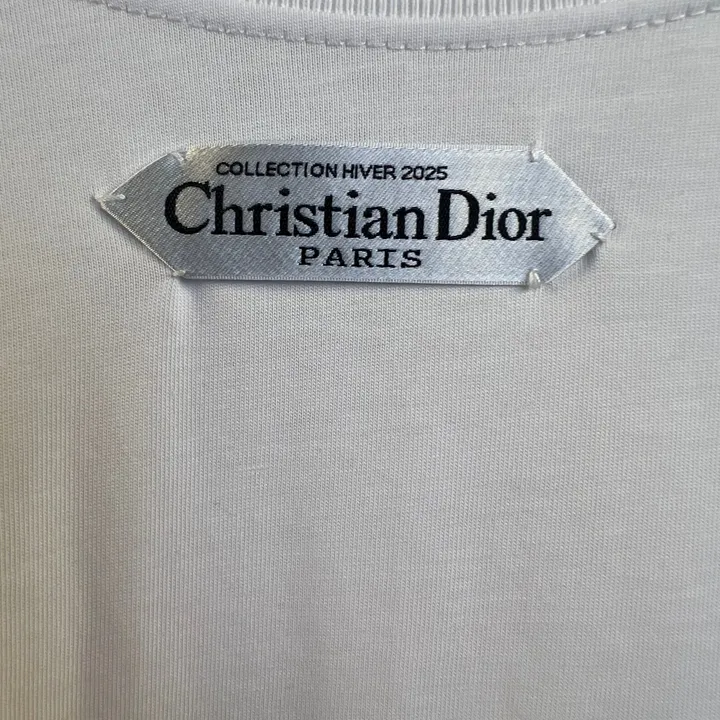 COLLECTION HIVER 2025
Christian Dior
PARIS